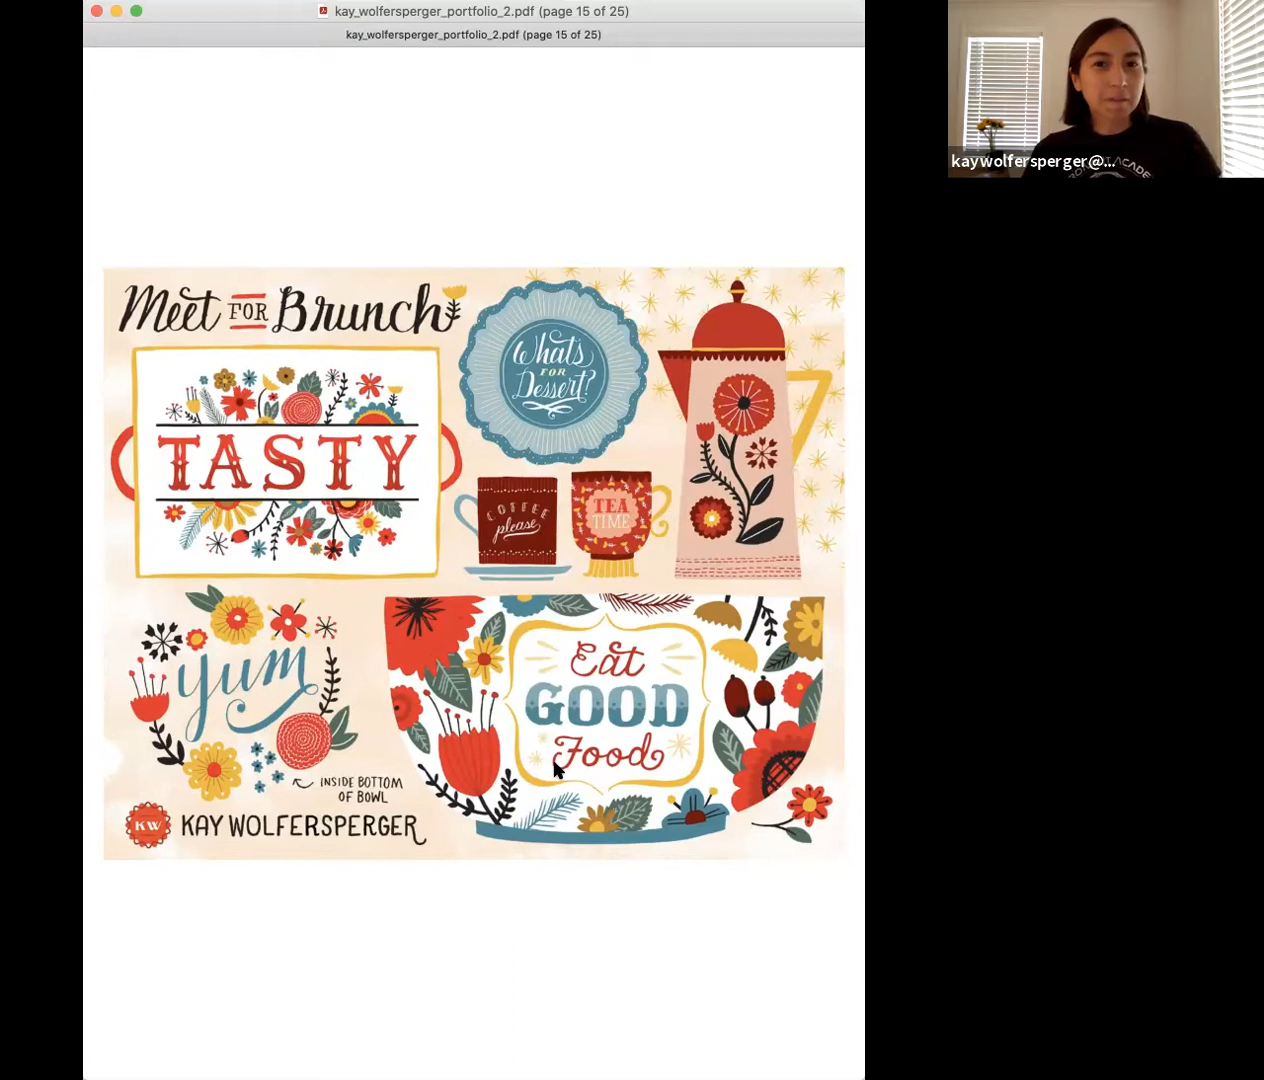 kay_wolfersperger_portfolio_2.pdf (page 15 of 25)
kay_wolfersperger_portfolio_2.pdf (page 15 of 25)
kaywolfersperger@...
Meet FOR Brunch
What's
FOR
Dessert?
TASTY
COFFEE
please
TEA
TIME
yum
Eat
GOOD
Food
INSIDE BOTTOM
OF BOWL
KW
KAY WOLFERSPERGER